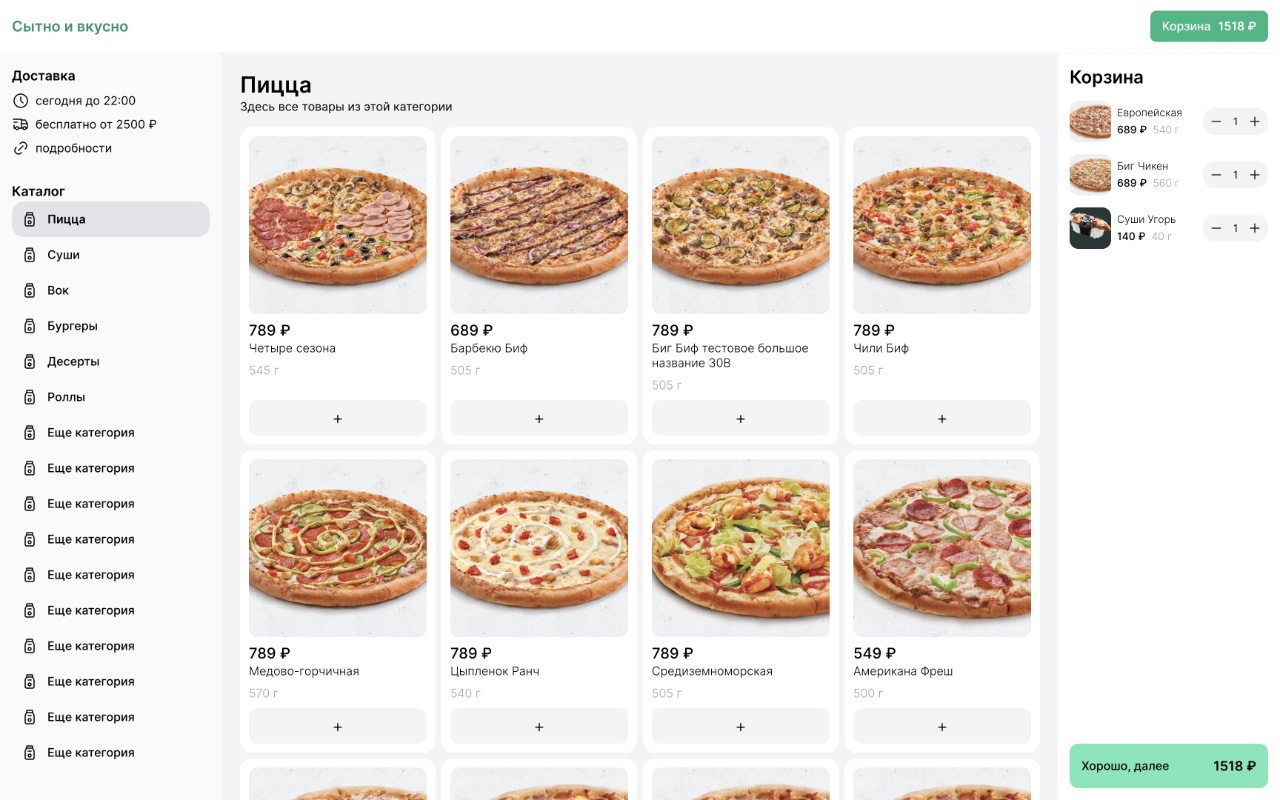 Сытно и вкусно
Корзина 1518 ₽
Доставка
сегодня до 22:00
бесплатно от 2500 ₽
подробности
Каталог
Пицца
Суши
Вок
Бургеры
Десерты
Роллы
Еще категория
Еще категория
Еще категория
Еще категория
Еще категория
Еще категория
Еще категория
Еще категория
Еще категория
Еще категория
Пицца
Здесь все товары из этой категории
789 ₽
Четыре сезона
545 г
+
689 ₽
Барбекю Биф
505 г
+
789 ₽
Биг Биф тестовое большое
название 30В
505 г
+
789 ₽
Чили Биф
505 г
+
789 ₽
Медово-горчичная
570 г
+
789 ₽
Цыпленок Ранч
540 г
+
789 ₽
Средиземноморская
505 г
+
549 ₽
Американа Фреш
500 г
+
Корзина
Европейская
689 ₽ 540 г
− 1 +
Биг Чикен
689 ₽ 560 г
− 1 +
Суши Угорь
140 ₽ 40 г
− 1 +
Хорошо, далее 1518 ₽